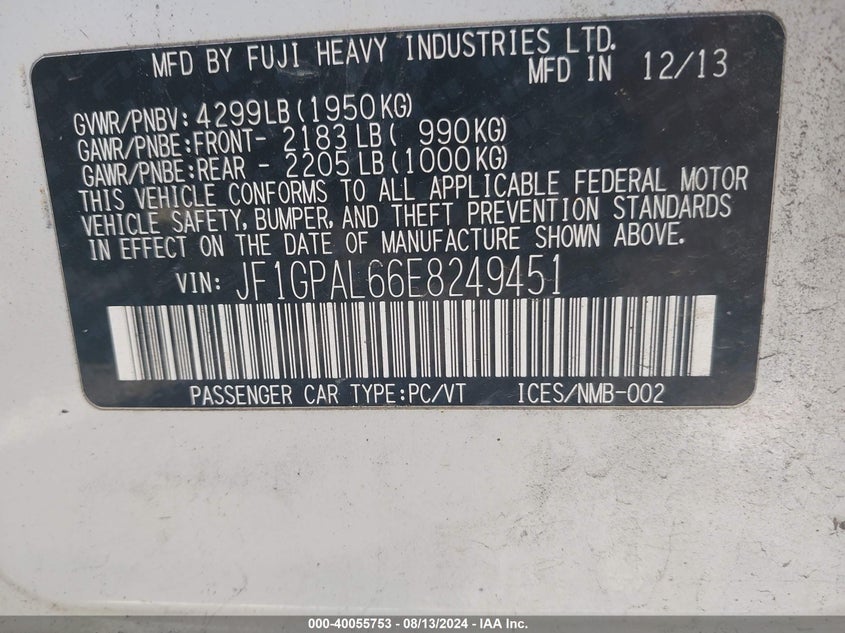 MFD BY FUJI HEAVY INDUSTRIES LTD.
MFD IN 12/13
GVWR/PNBV: 4299LB(1950KG)
GAWR/PNBE:FRONT- 2183 LB( 990KG)
GAWR/PNBE:REAR - 2205 LB(1000KG)
THIS VEHICLE CONFORMS TO ALL APPLICABLE FEDERAL MOTOR
VEHICLE SAFETY, BUMPER, AND THEFT PREVENTION STANDARDS
IN EFFECT ON THE DATE OF MANUFACTURE SHOWN ABOVE.
VIN: JF1GPAL66E8249451
PASSENGER CAR TYPE:PC/VT ICES/NMB-002
000-40055753 - 08/13/2024 - IAA Inc.